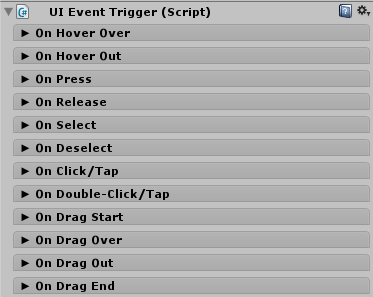 UI Event Trigger (Script)
On Hover Over
On Hover Out
On Press
On Release
On Select
On Deselect
On Click/Tap
On Double-Click/Tap
On Drag Start
On Drag Over
On Drag Out
On Drag End